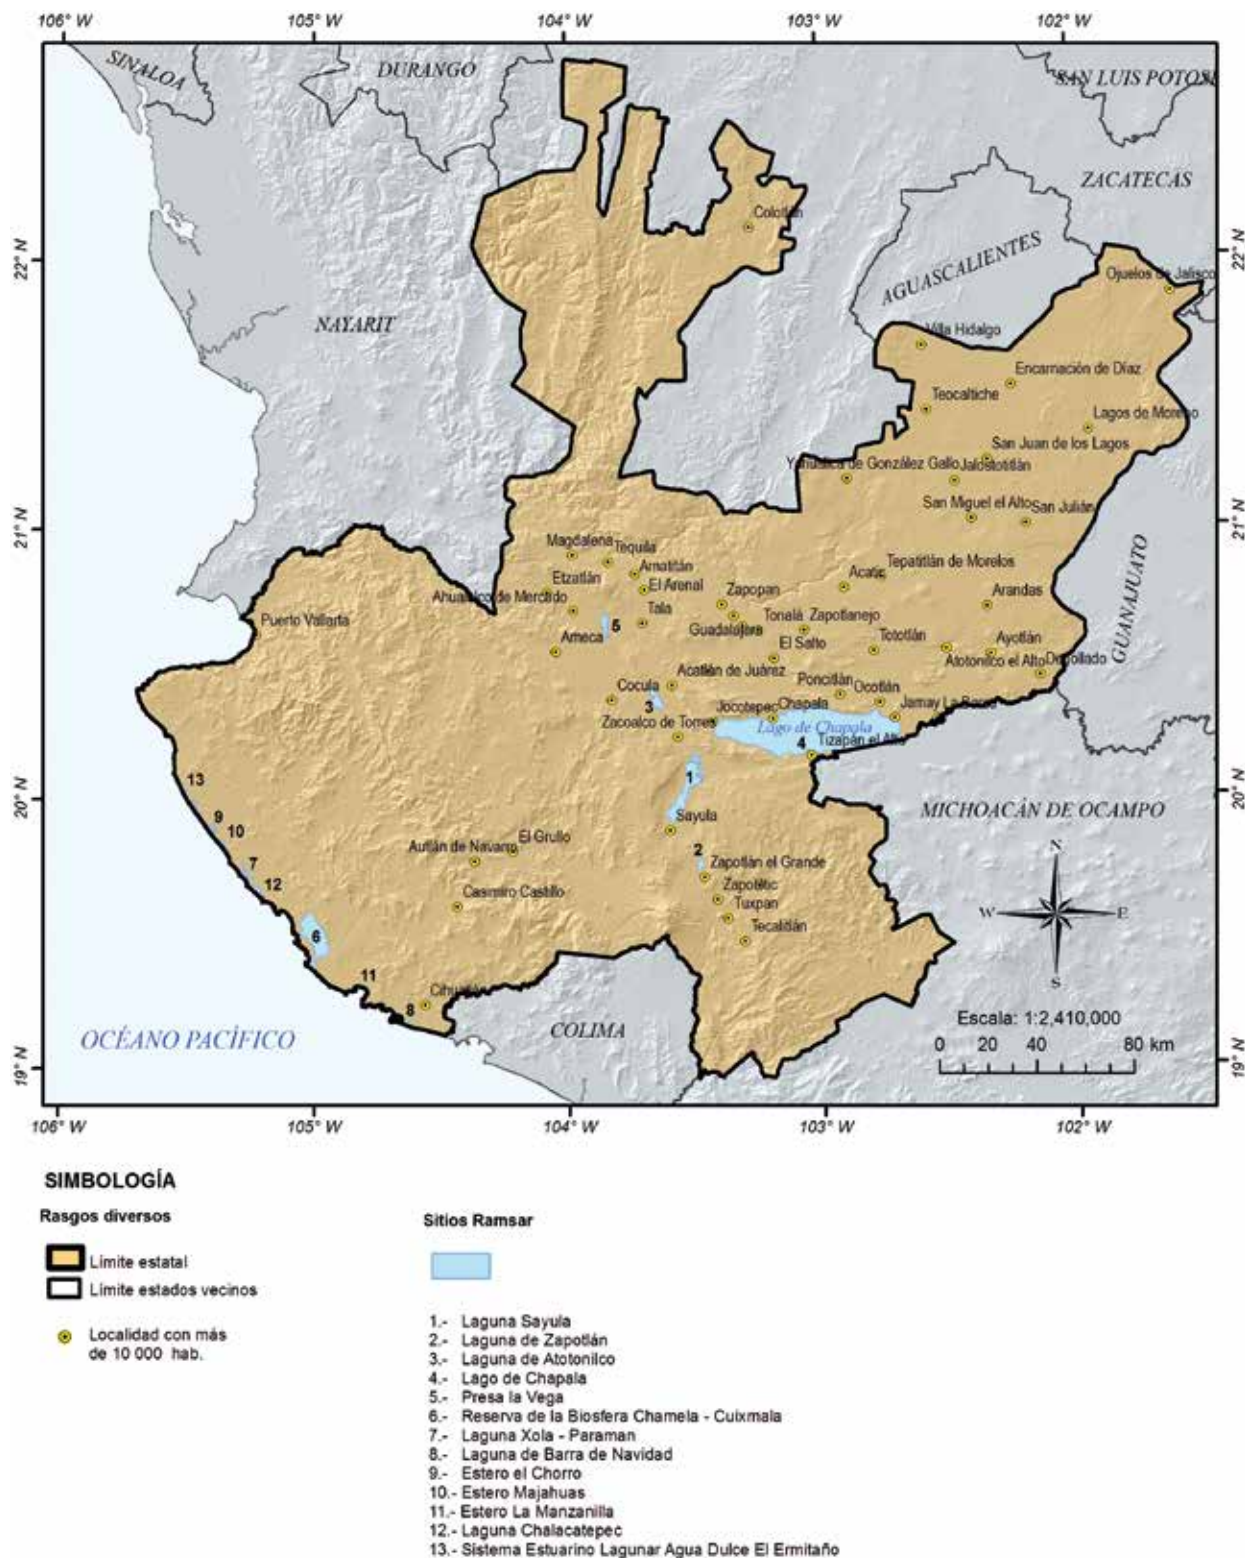 106° W 105° W 104° W 103° W 102° W
SINALOA
DURANGO
SAN LUIS POTOSÍ
ZACATECAS
Colotlán
22° N
22° N
AGUASCALIENTES
Ojuelos de Jalisco
NAYARIT
Villa Hidalgo
Encarnación de Díaz
Teocaltiche
Lagos de Moreno
San Juan de los Lagos
Yahualica de González Gallo
Jalostotitlán
San Miguel el Alto
San Julián
21° N
21° N
Magdalena
Tequila
Amatitán
Tepatitlán de Morelos
Acatic
GUANAJUATO
Etzatlán
El Arenal
Ahualulco de Mercado
Zapopan
Arandas
Puerto Vallarta
Tala
5
Tonalá
Zapotlanejo
Guadalajara
Ameca
El Salto
Tototlán
Ayotlán
Atotonilco el Alto
Degollado
Acatlán de Juárez
Cocula
Poncitlán
Ocotlán
3
Jocotepec
Chapala
Jamay
La Barca
Zacoalco de Torres
Lago de Chapala
4
Tizapán el Alto
13
1
20° N
20° N
MICHOACÁN DE OCAMPO
9
10
Sayula
El Grullo
Autlán de Navarro
2
7
Zapotlán el Grande
12
Casimiro Castillo
Zapotiltic
Tuxpan
N
W E
S
6
Tecalitlán
11
Cihuatlán
8
Escala: 1:2,410,000
OCÉANO PACÍFICO
COLIMA
0 20 40 80 km
19° N
19° N
106° W 105° W 104° W 103° W 102° W
SIMBOLOGÍA
Rasgos diversos
Límite estatal
Límite estados vecinos
Localidad con más
de 10 000 hab.
Sitios Ramsar
1.- Laguna Sayula
2.- Laguna de Zapotlán
3.- Laguna de Atotonilco
4.- Lago de Chapala
5.- Presa la Vega
6.- Reserva de la Biosfera Chamela - Cuixmala
7.- Laguna Xola - Paraman
8.- Laguna de Barra de Navidad
9.- Estero el Chorro
10.- Estero Majahuas
11.- Estero La Manzanilla
12.- Laguna Chalacatepec
13.- Sistema Estuarino Lagunar Agua Dulce El Ermitaño